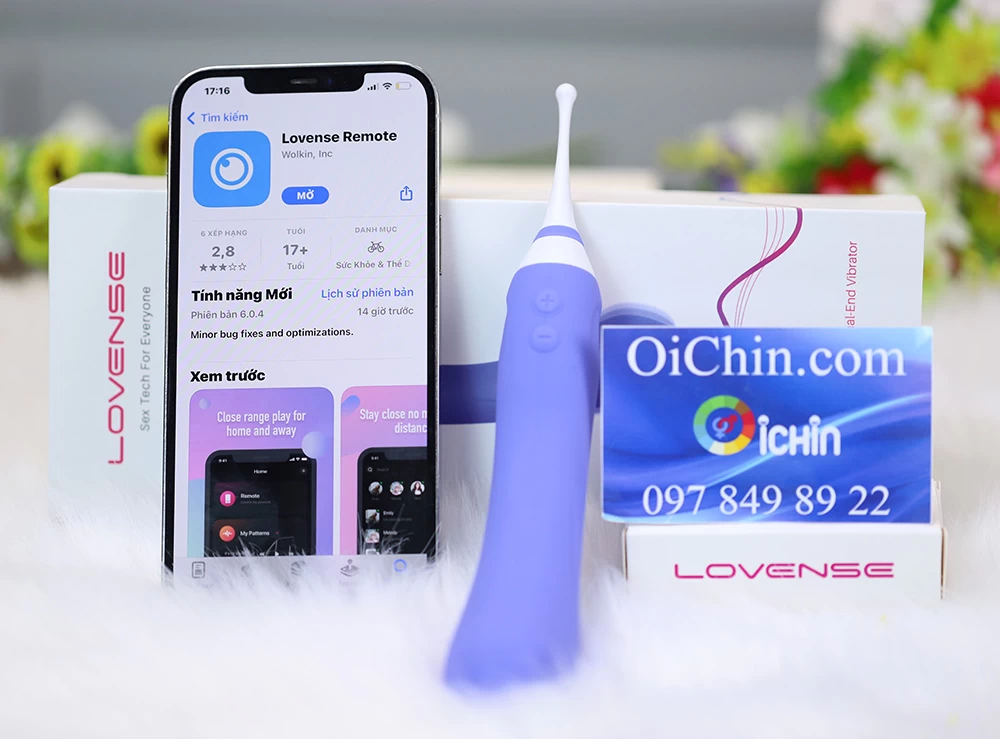 17:16
Tìm kiếm
Lovense Remote
Wolkin, Inc
MỞ
6 XẾP HẠNG
2,8
★★★☆☆
TUỔI
17+
Tuổi
DANH MỤC
Sức Khỏe & Thể D
Tính năng Mới
Lịch sử phiên bản
Phiên bản 6.0.4
14 giờ trước
Minor bug fixes and optimizations.
Xem trước
Close range play for
home and away
Home
Remote
My Patterns
Stay close no m
distanc
Emily
LOVENSE
Sex Tech For Everyone
+
−
al-End Vibrator
OiChin.com
ichin
097 849 89 22
LOVENSE